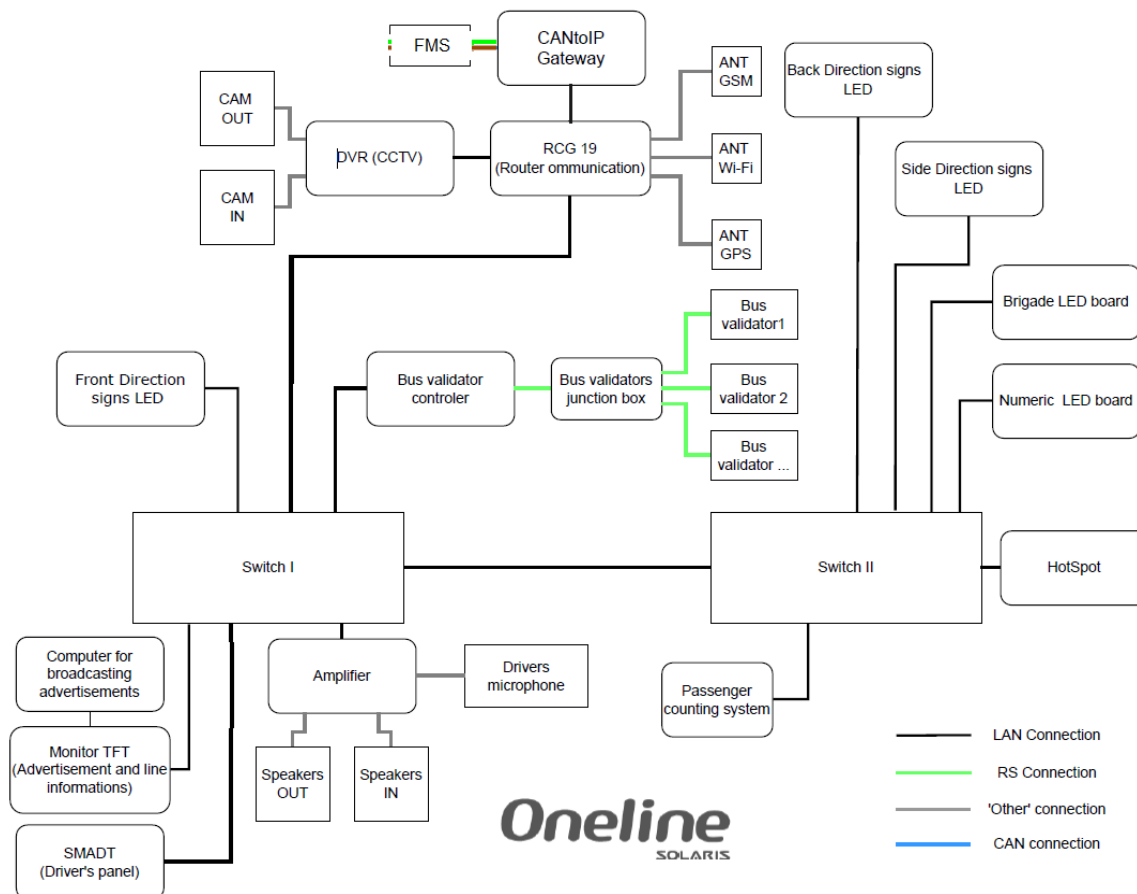 FMS
CANtoIP
Gateway
ANT
GSM
Back Direction signs
LED
CAM
OUT
DVR (CCTV)
RCG 19
(Router ommunication)
ANT
Wi-Fi
Side Direction signs
LED
CAM
IN
ANT
GPS
Brigade LED board
Bus
validator1
Front Direction
signs LED
Bus validator
controler
Bus validators
junction box
Bus
validator 2
Numeric LED board
Bus
validator ...
Switch I
Switch II
HotSpot
Computer for
broadcasting
advertisements
Amplifier
Drivers
microphone
Passenger
counting system
Monitor TFT
(Advertisement and line
informations)
Speakers
OUT
Speakers
IN
SMADT
(Driver's panel)
LAN Connection
RS Connection
'Other' connection
CAN connection
Oneline
SOLARIS